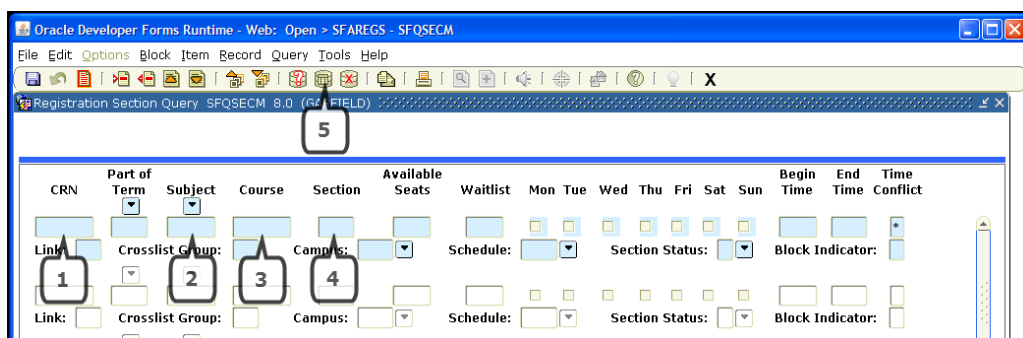 Oracle Developer Forms Runtime - Web: Open > SFAREGS - SFQSECM
File Edit Options Block Item Record Query Tools Help
X
Registration Section Query SFQSECM 8.0
5
Part of Available Begin End Time
CRN Term Subject Course Section Seats Waitlist Mon Tue Wed Thu Fri Sat Sun Time Time Conflict
*
Link: Crosslist Group: Campus: Schedule: Section Status: Block Indicator:
1 2 3 4
Link: Crosslist Group: Campus: Schedule: Section Status: Block Indicator: